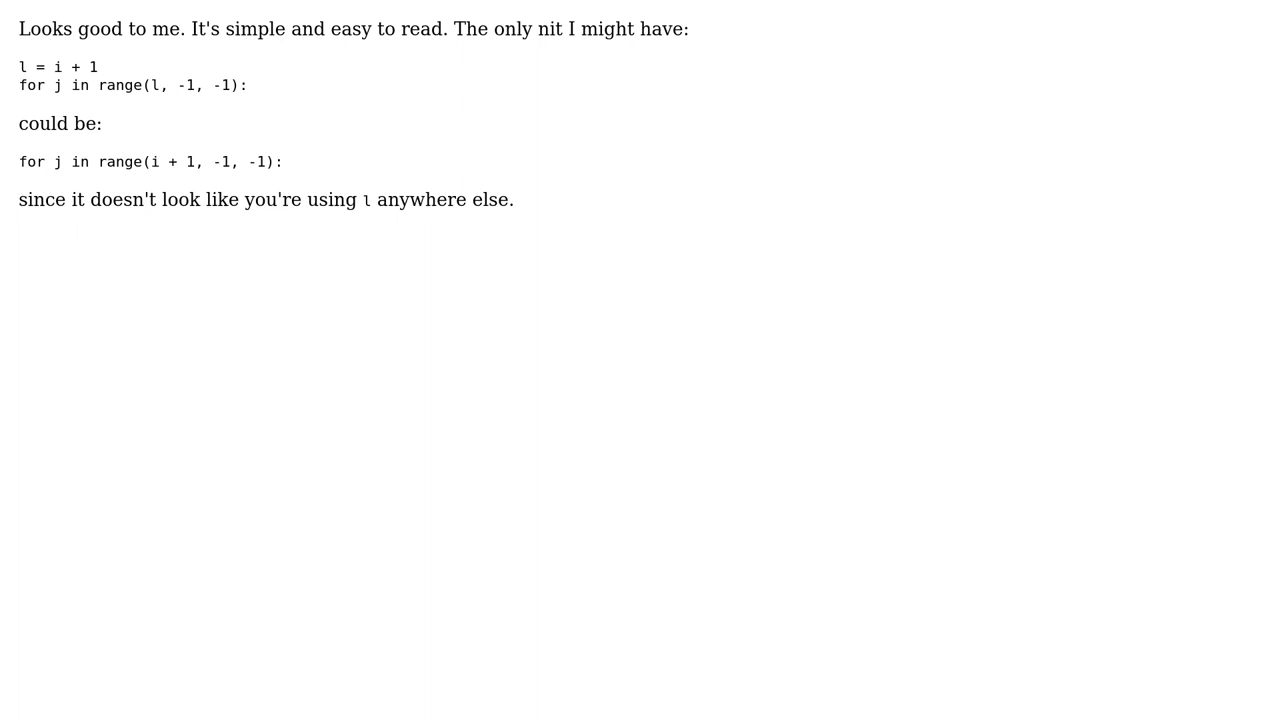 Looks good to me. It's simple and easy to read. The only nit I might have:
l = i + 1
for j in range(l, -1, -1):
could be:
for j in range(i + 1, -1, -1):
since it doesn't look like you're using l anywhere else.